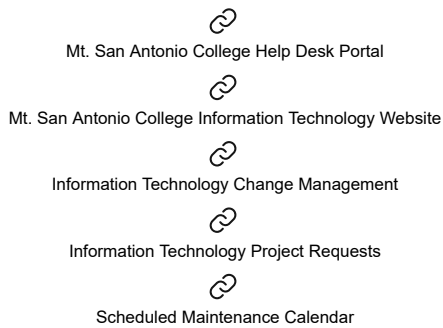 Mt. San Antonio College Help Desk Portal
Mt. San Antonio College Information Technology Website
Information Technology Change Management
Information Technology Project Requests
Scheduled Maintenance Calendar